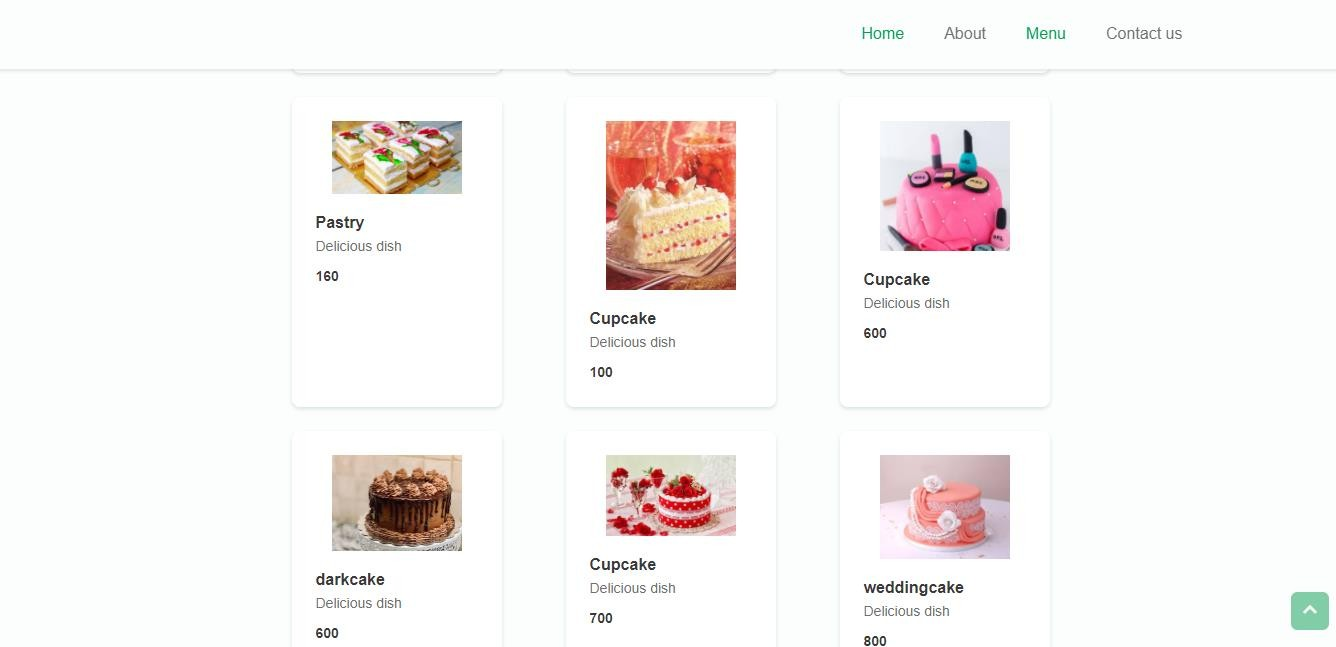 Home About Menu Contact us
Pastry
Delicious dish
160
Cupcake
Delicious dish
100
Cupcake
Delicious dish
600
darkcake
Delicious dish
600
Cupcake
Delicious dish
700
weddingcake
Delicious dish
800